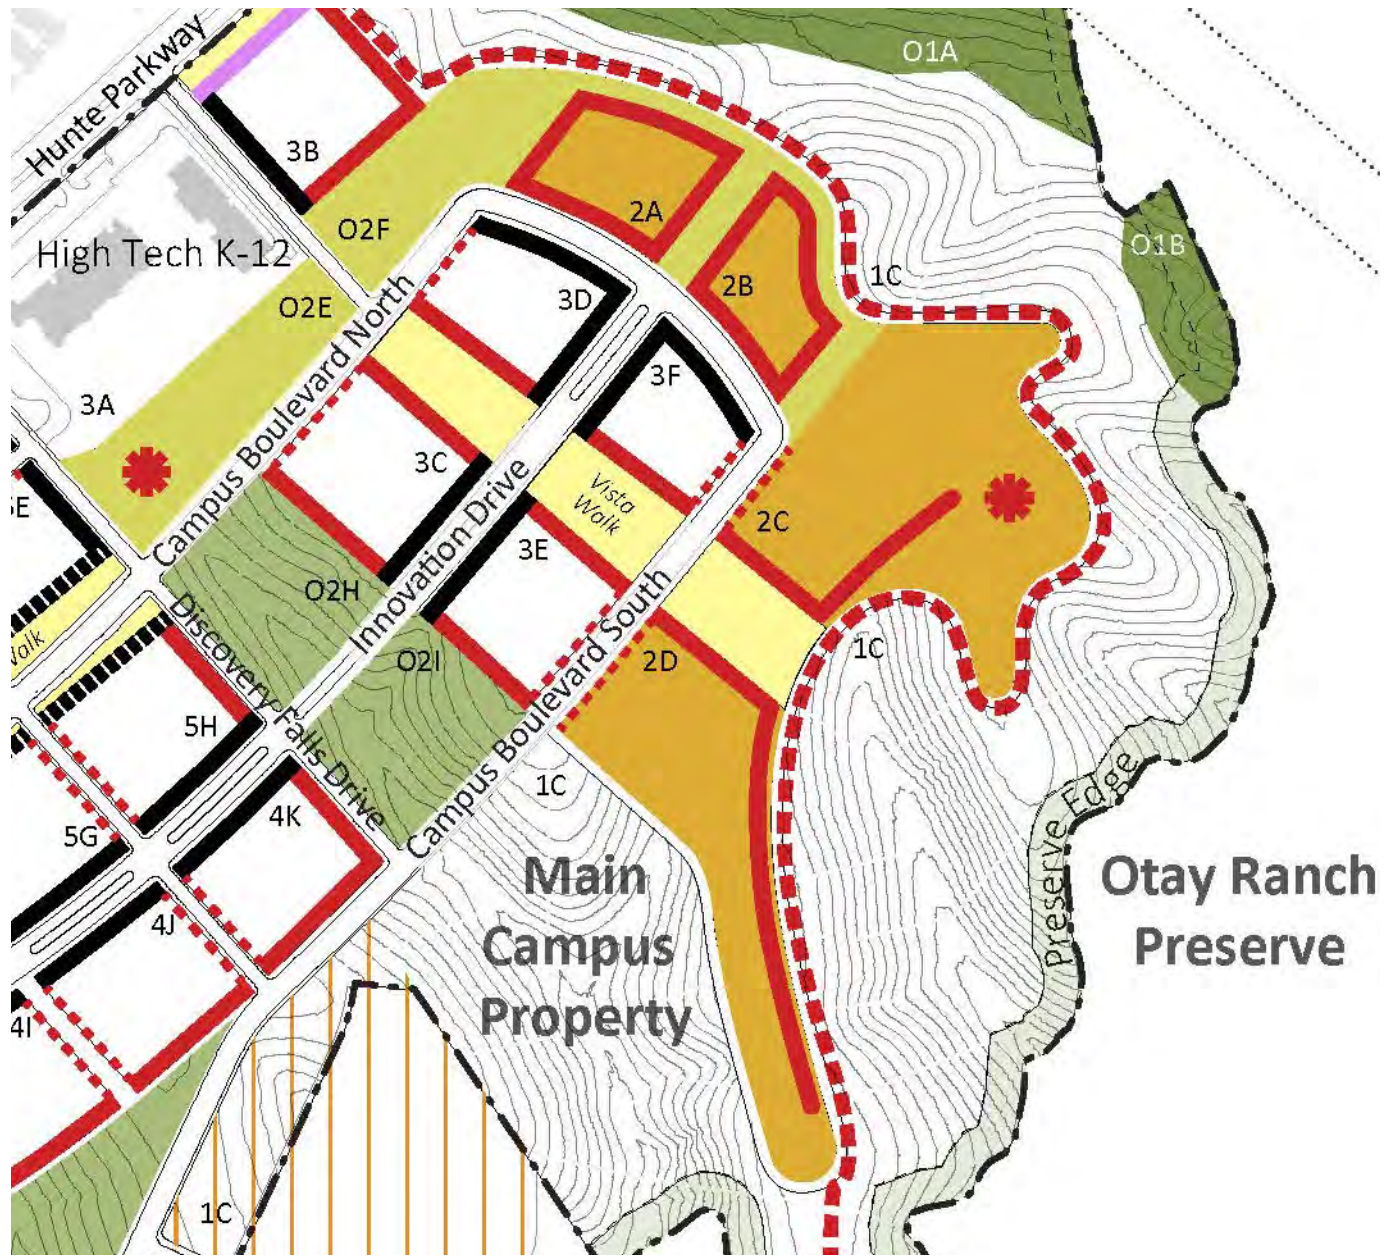 O1A
Hunte Parkway
3B
2A
O2F
O1B
High Tech K-12
2B
1C
O2E
3D
3F
3A
Campus Boulevard North
3C
Vista
Walk
5E
2C
3E
Innovation Drive
O2H
Walk
Discovery Falls Drive
O2I
2D
1C
Campus Boulevard South
5H
1C
Preserve Edge
4K
5G
Main
Campus
Property
Otay Ranch
Preserve
4J
4I
1C